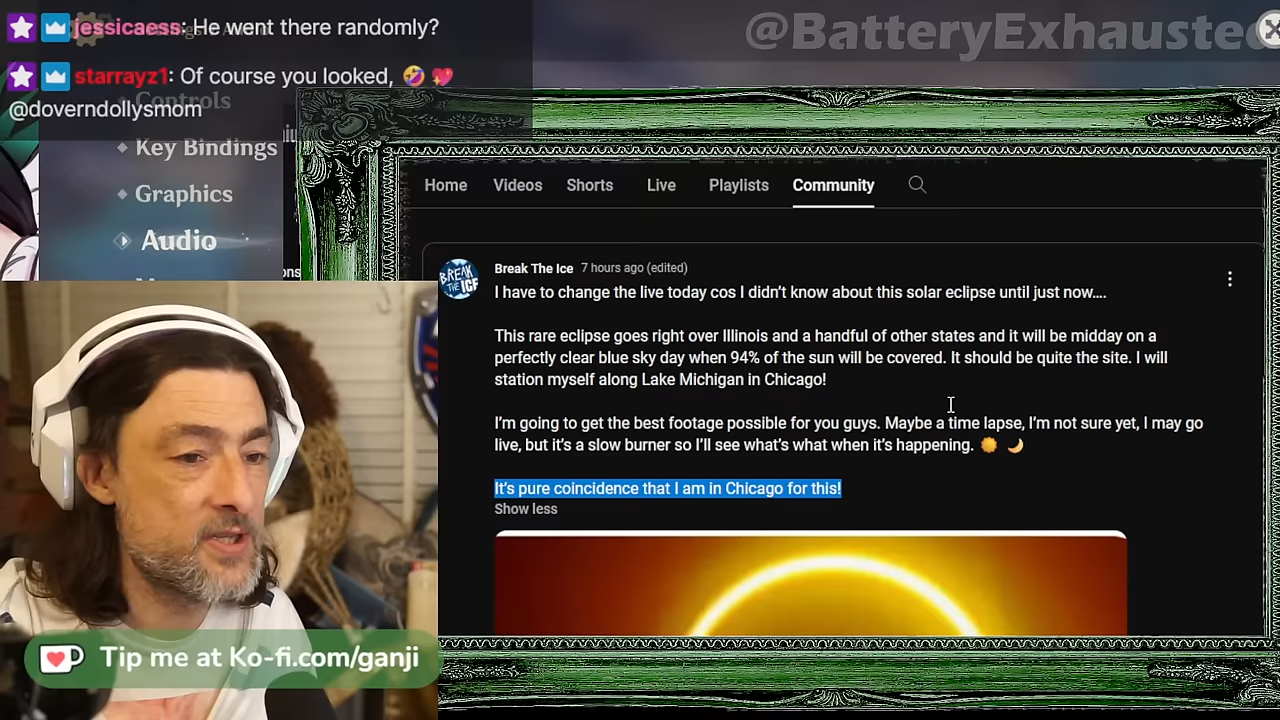 jessicaess: He went there randomly?
starrayz1: Of course you looked, 🤣 💖
@doverndollysmom
Controls
Key Bindings
Graphics
Audio
@BatteryExhausted
Home Videos Shorts Live Playlists Community
BREAK THE ICE
Break The Ice 7 hours ago (edited)
I have to change the live today cos I didn't know about this solar eclipse until just now....
This rare eclipse goes right over Illinois and a handful of other states and it will be midday on a
perfectly clear blue sky day when 94% of the sun will be covered. It should be quite the site. I will
station myself along Lake Michigan in Chicago!
I'm going to get the best footage possible for you guys. Maybe a time lapse, I'm not sure yet, I may go
live, but it's a slow burner so I'll see what's what when it's happening. ☀️ 🌙
It's pure coincidence that I am in Chicago for this!
Show less
Tip me at Ko-fi.com/ganji